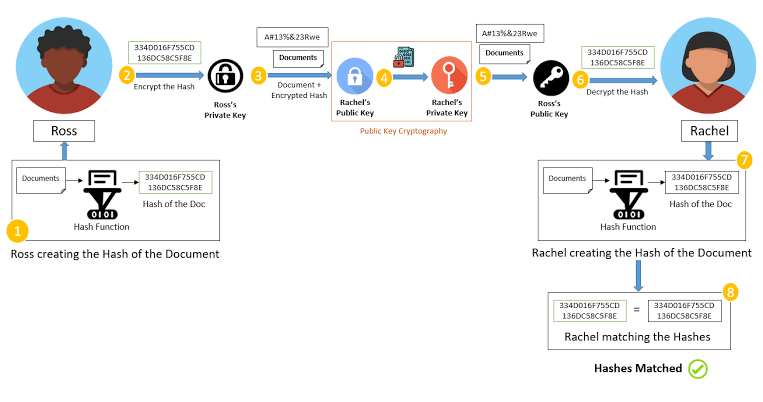 334D016F755CD
136DC58C5F8E
2
Encrypt the Hash
Ross's
Private Key
A#13%&23Rwe
Documents
3
Document +
Encrypted Hash
4
Rachel's
Public Key
Rachel's
Private Key
Public Key Cryptography
A#13%&23Rwe
Documents
5
Ross's
Public Key
334D016F755CD
136DC58C5F8E
6
Decrypt the Hash
Ross
Rachel
Documents
334D016F755CD
136DC58C5F8E
Hash of the Doc
0101
Hash Function
1
Ross creating the Hash of the Document
7
Documents
334D016F755CD
136DC58C5F8E
Hash of the Doc
0101
Hash Function
Rachel creating the Hash of the Document
8
334D016F755CD
136DC58C5F8E
=
334D016F755CD
136DC58C5F8E
Rachel matching the Hashes
Hashes Matched